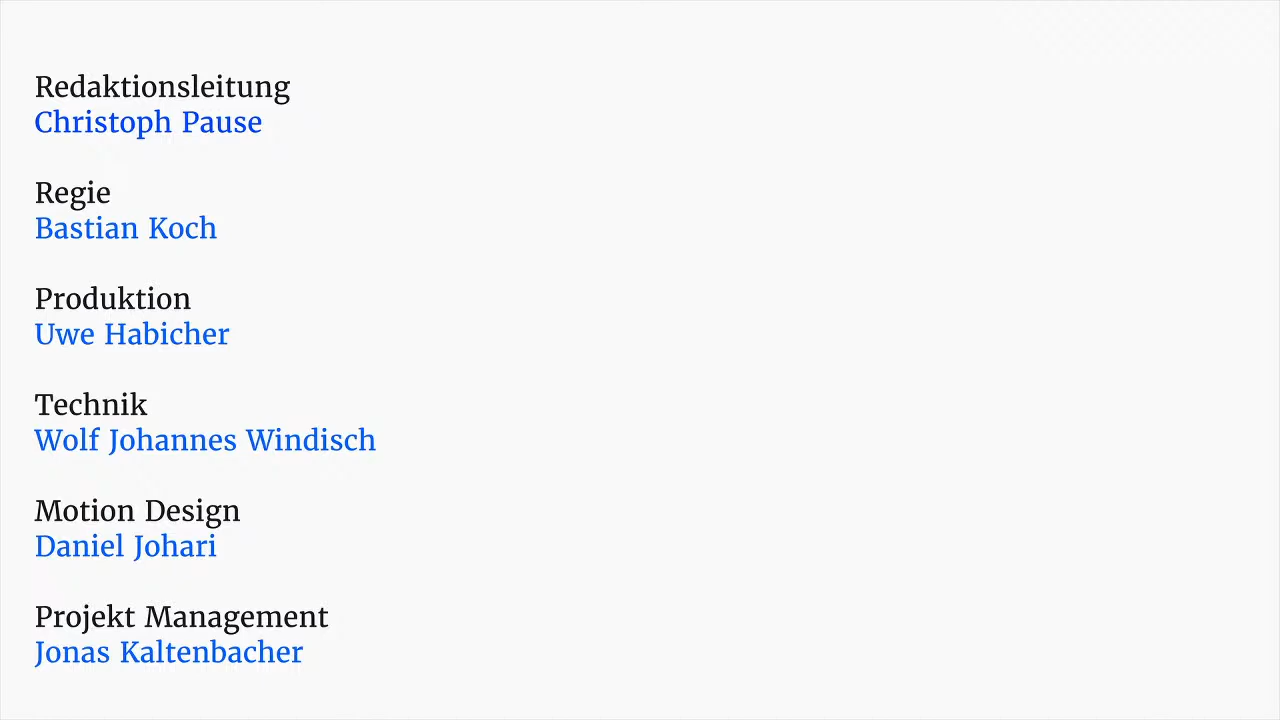 Redaktionsleitung
Christoph Pause
Regie
Bastian Koch
Produktion
Uwe Habicher
Technik
Wolf Johannes Windisch
Motion Design
Daniel Johari
Projekt Management
Jonas Kaltenbacher